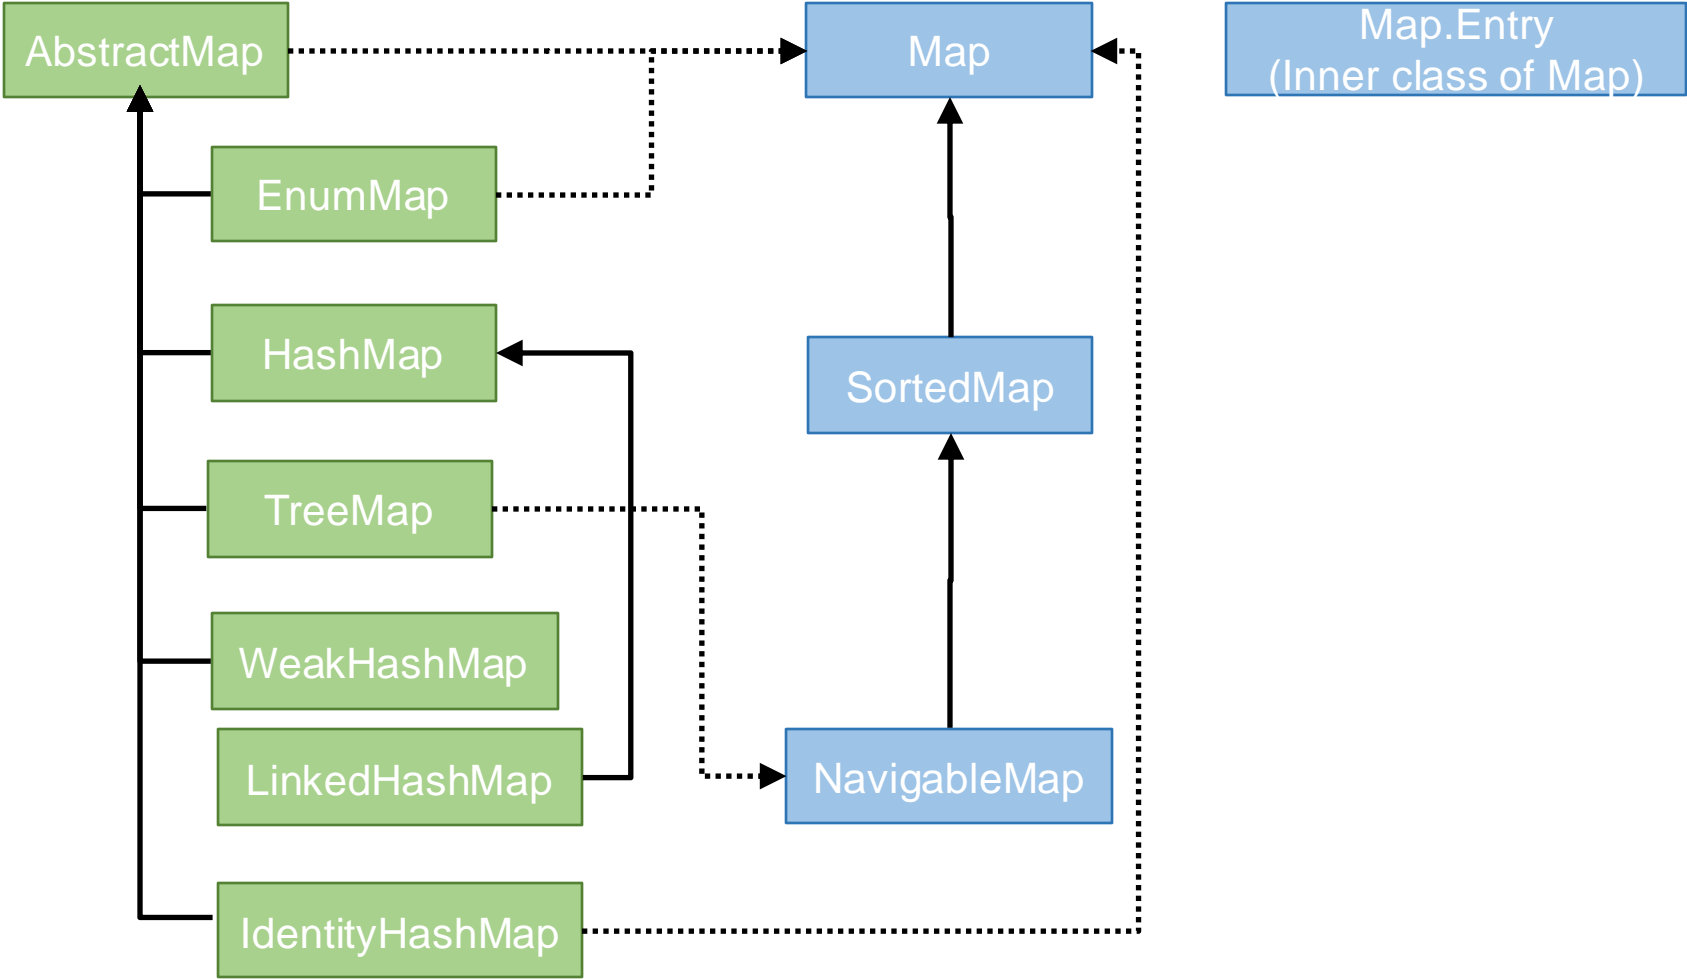 AbstractMap
Map
Map.Entry
(Inner class of Map)
EnumMap
HashMap
SortedMap
TreeMap
WeakHashMap
LinkedHashMap
NavigableMap
IdentityHashMap